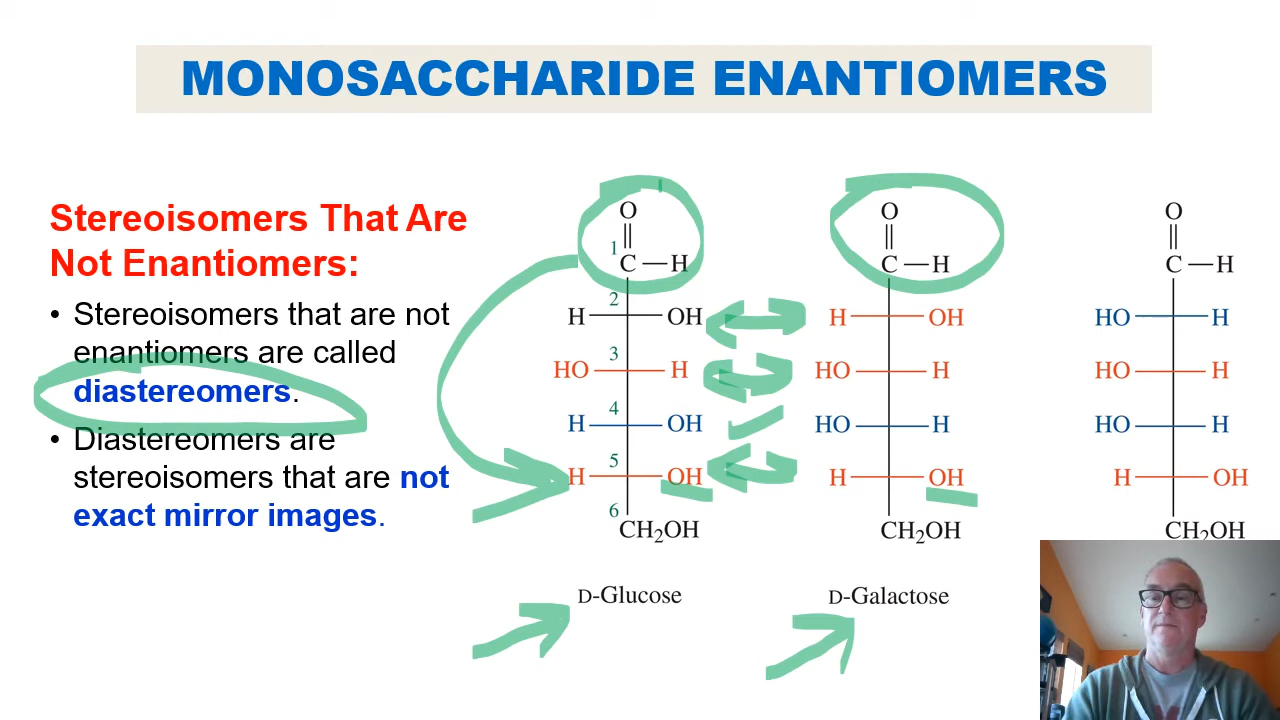 MONOSACCHARIDE ENANTIOMERS
Stereoisomers That Are
Not Enantiomers:
• Stereoisomers that are not
enantiomers are called
diastereomers.
• Diastereomers are
stereoisomers that are not
exact mirror images.
O
1
C—H
2
H OH
3
HO H
4
H OH
5
H OH
6
CH₂OH
D-Glucose
O
C—H
H OH
HO H
HO H
H OH
CH₂OH
D-Galactose
O
C—H
HO H
HO H
HO H
H OH
CH₂OH